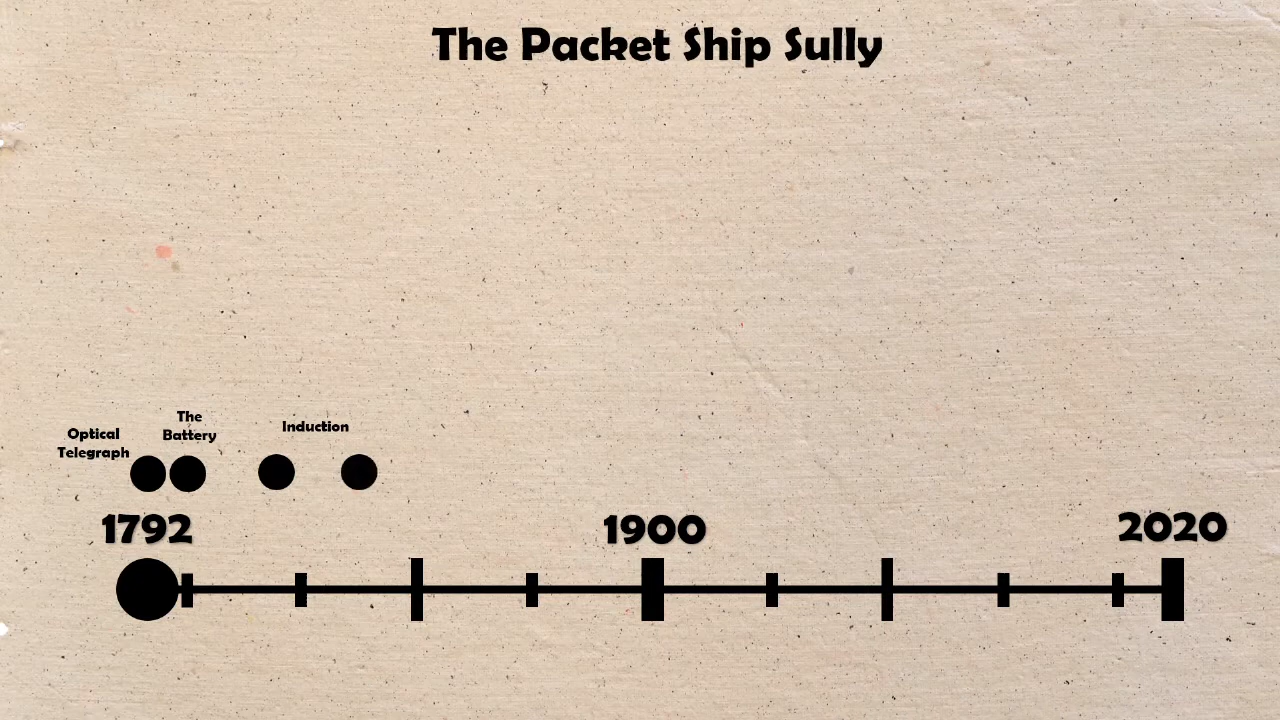 The Packet Ship Sully
Optical
Telegraph
The
Battery
Induction
1792
1900
2020